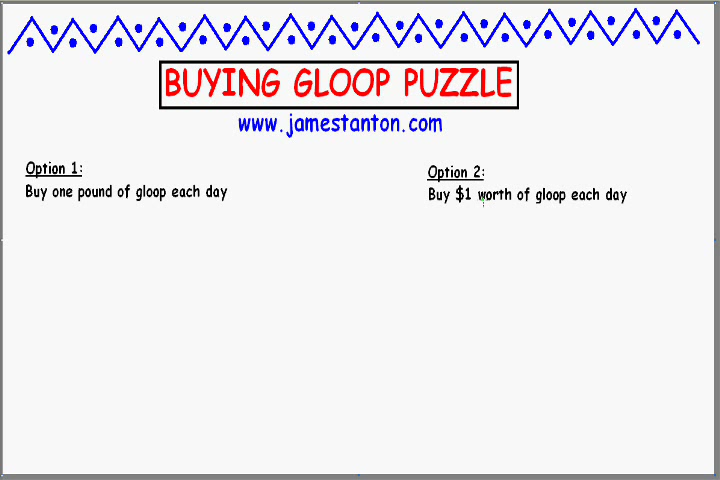 BUYING GLOOP PUZZLE
www.jamestanton.com
Option 1:
Buy one pound of gloop each day
Option 2:
Buy $1 worth of gloop each day